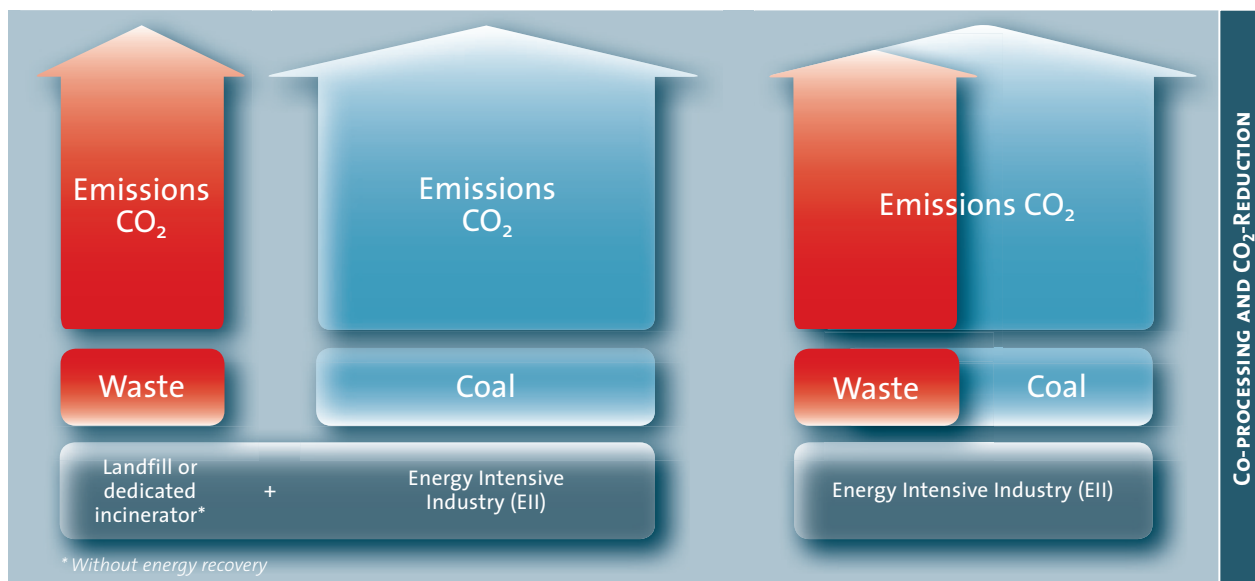 Emissions
CO₂
Emissions
CO₂
Emissions CO₂
Waste
Coal
Waste
Coal
Landfill or
dedicated
incinerator*
+
Energy Intensive
Industry (EII)
Energy Intensive Industry (EII)
* Without energy recovery
CO-PROCESSING AND CO₂-REDUCTION